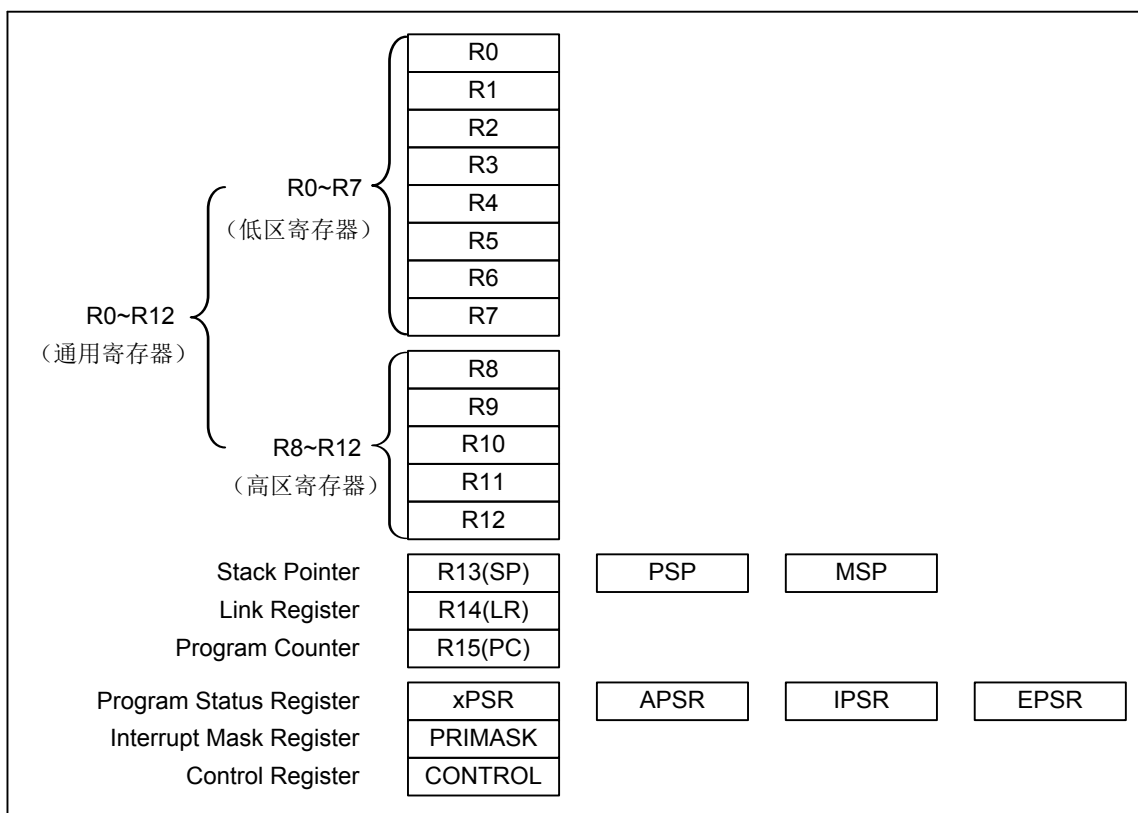 R0
R1
R2
R3
R0~R7
R4
（低区寄存器）
R5
R6
R7
R0~R12
（通用寄存器）
R8
R9
R8~R12
R10
（高区寄存器）
R11
R12
Stack Pointer R13(SP) PSP MSP
Link Register R14(LR)
Program Counter R15(PC)
Program Status Register xPSR APSR IPSR EPSR
Interrupt Mask Register PRIMASK
Control Register CONTROL